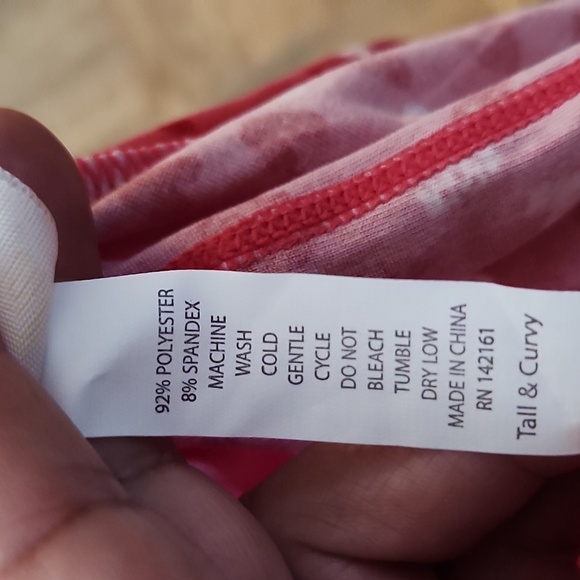 92% POLYESTER
8% SPANDEX
MACHINE
WASH
COLD
GENTLE
CYCLE
DO NOT
BLEACH
TUMBLE
DRY LOW
MADE IN CHINA
RN 142161
Tall & Curvy